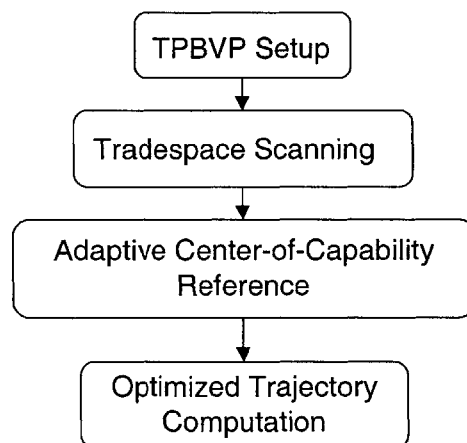 TPBVP Setup
Tradespace Scanning
Adaptive Center-of-Capability
Reference
Optimized Trajectory
Computation